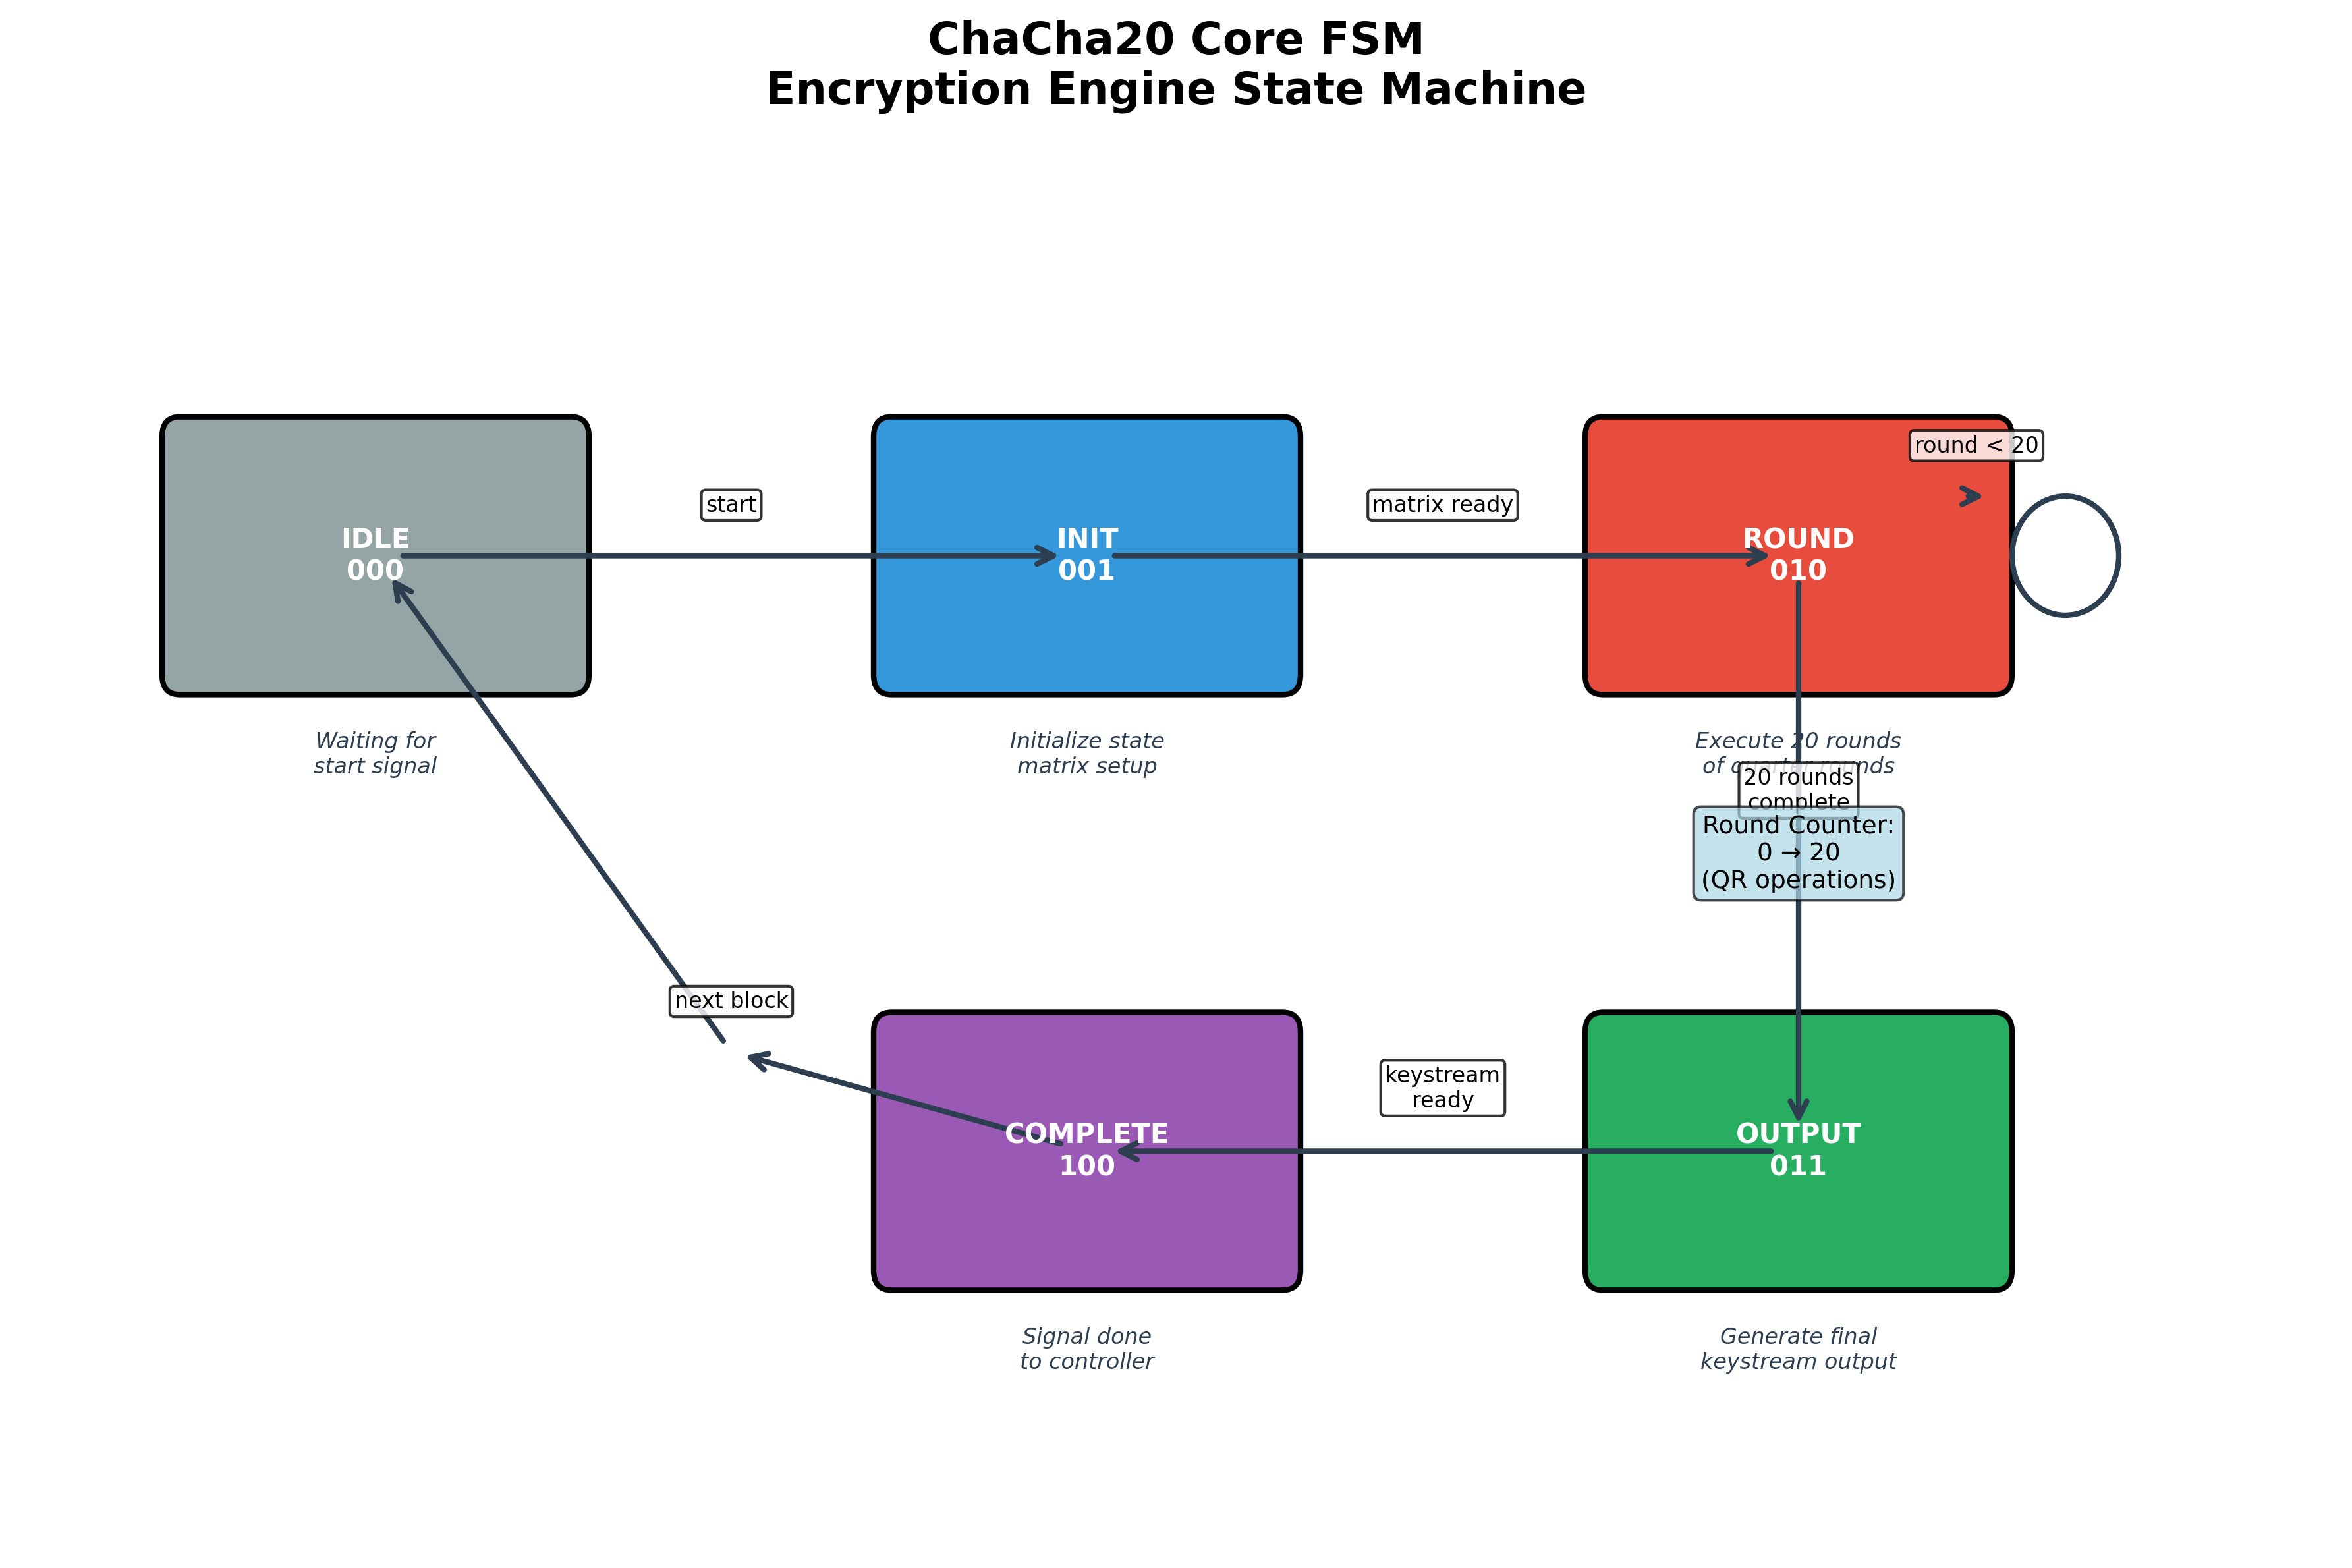 ChaCha20 Core FSM
Encryption Engine State Machine
round < 20
start
matrix ready
IDLE
000
INIT
001
ROUND
010
Waiting for
start signal
Initialize state
matrix setup
Execute 20 rounds
of quarter rounds
20 rounds
complete
Round Counter:
0 → 20
(QR operations)
next block
keystream
ready
COMPLETE
100
OUTPUT
011
Signal done
to controller
Generate final
keystream output